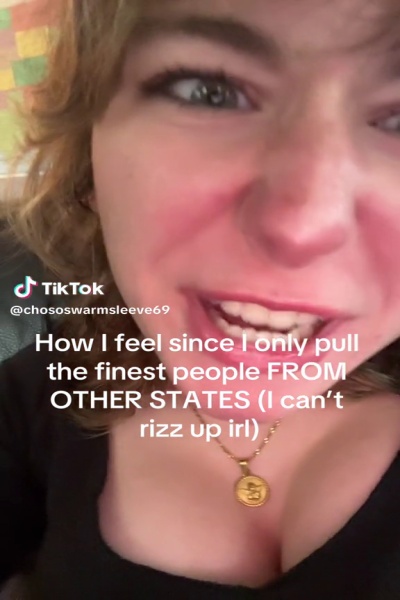 TikTok
@chososwarmsleeve69
How I feel since I only pull
the finest people FROM
OTHER STATES (I can't
rizz up irl)